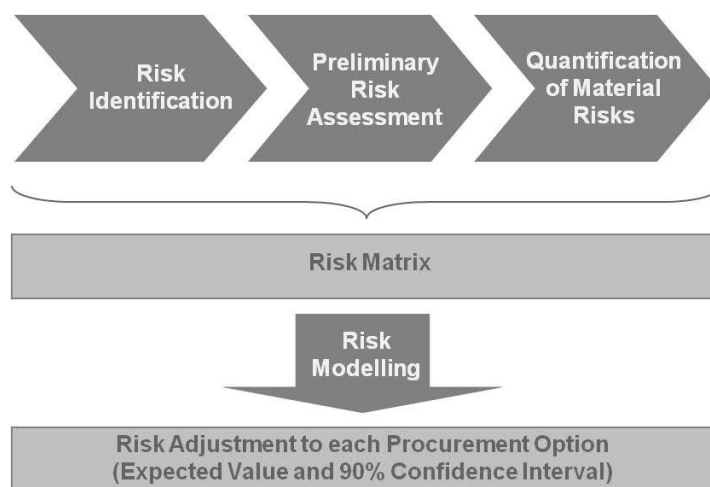 Risk
Identification
Preliminary
Risk
Assessment
Quantification
of Material
Risks
Risk Matrix
Risk
Modelling
Risk Adjustment to each Procurement Option
(Expected Value and 90% Confidence Interval)